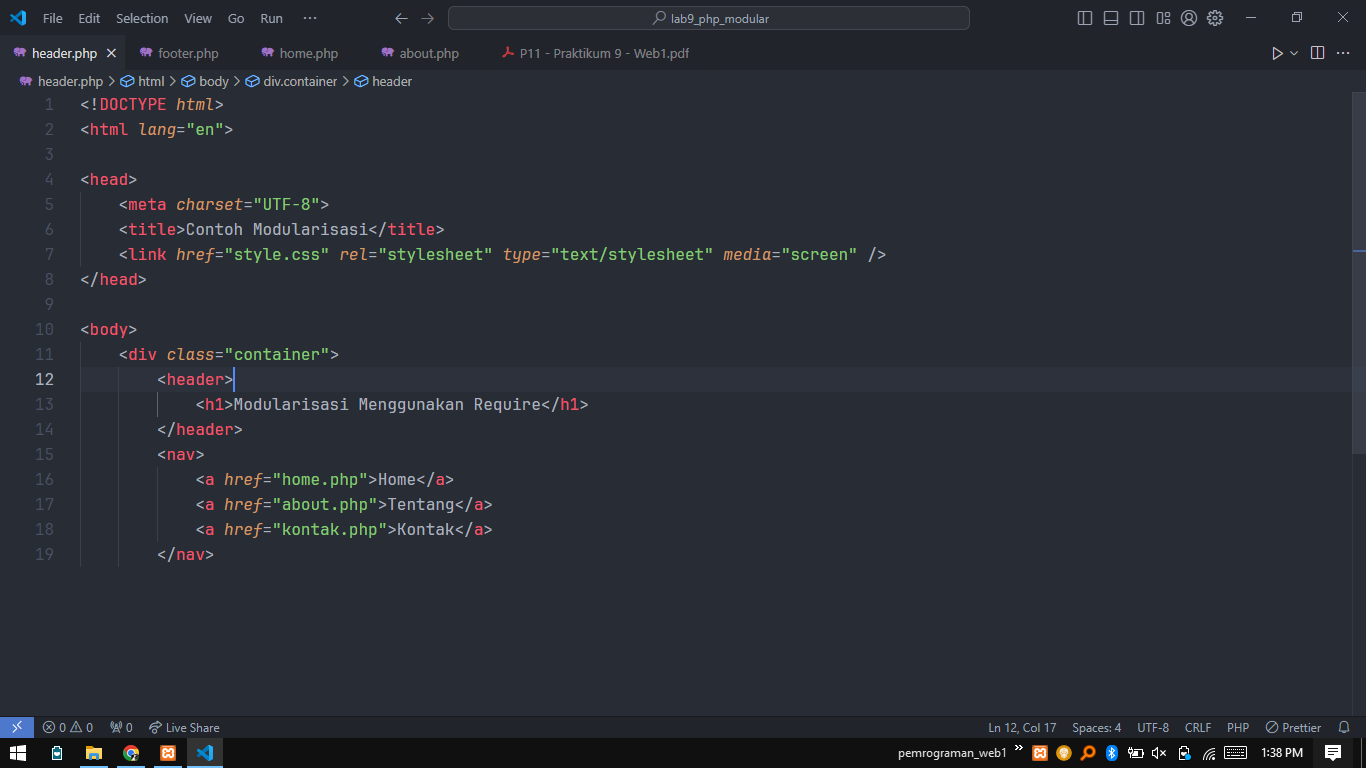 File Edit Selection View Go Run ··· lab9_php_modular
header.php footer.php home.php about.php P11 - Praktikum 9 - Web1.pdf
header.php > html > body > div.container > header
1 <!DOCTYPE html>
2 <html lang="en">
3
4 <head>
5 <meta charset="UTF-8">
6 <title>Contoh Modularisasi</title>
7 <link href="style.css" rel="stylesheet" type="text/stylesheet" media="screen" />
8 </head>
9
10 <body>
11 <div class="container">
12 <header>
13 <h1>Modularisasi Menggunakan Require</h1>
14 </header>
15 <nav>
16 <a href="home.php">Home</a>
17 <a href="about.php">Tentang</a>
18 <a href="kontak.php">Kontak</a>
19 </nav>
0 0 0 Live Share Ln 12, Col 17 Spaces: 4 UTF-8 CRLF PHP Prettier
pemrograman_web1 1:38 PM